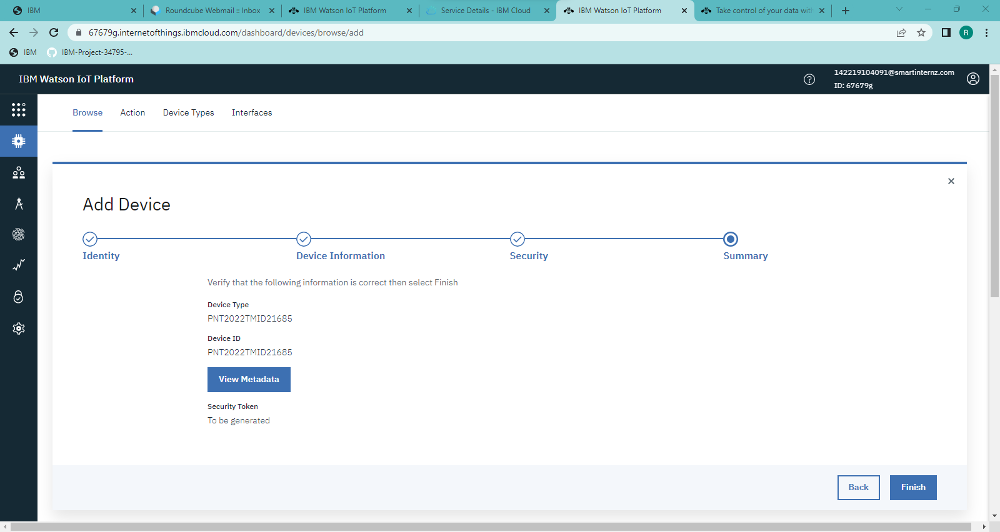 IBM
Roundcube Webmail :: Inbox
IBM Watson IoT Platform
Service Details - IBM Cloud
IBM Watson IoT Platform
Take control of your data with
67679g.internetofthings.ibmcloud.com/dashboard/devices/browse/add
R
IBM
IBM-Project-34795-...
IBM Watson IoT Platform
142219104091@smartinternz.com
ID: 67679g
Browse
Action
Device Types
Interfaces
Add Device
Identity
Device Information
Security
Summary
Verify that the following information is correct then select Finish
Device Type
PNT2022TMID21685
Device ID
PNT2022TMID21685
View Metadata
Security Token
To be generated
Back
Finish